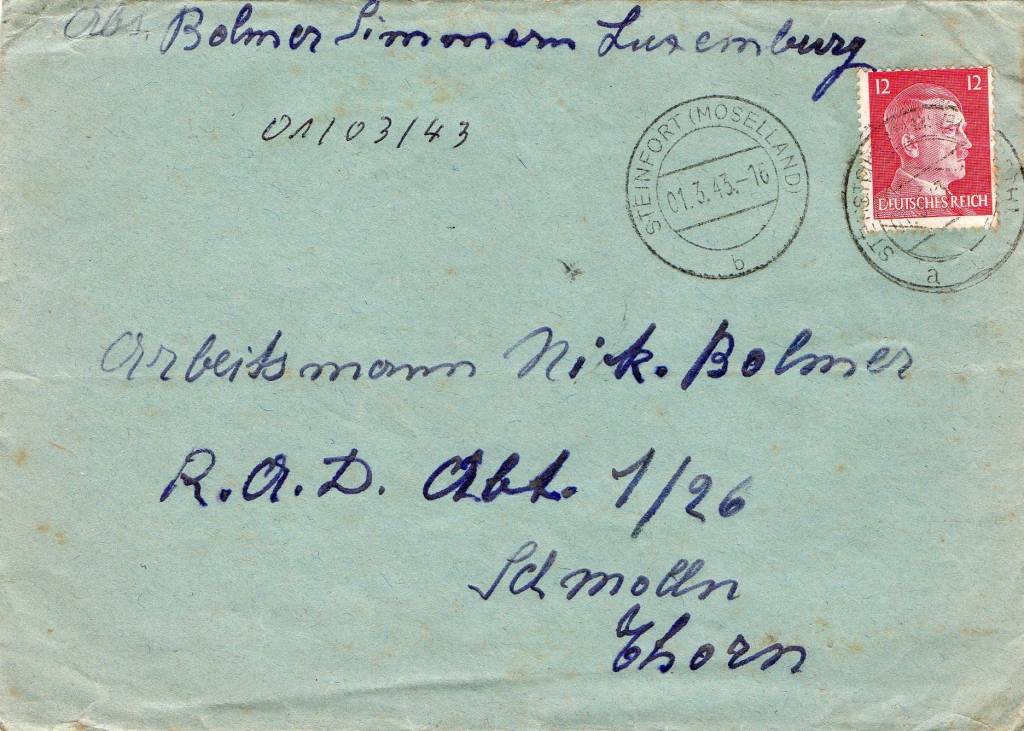 Abs. Bolmer Simmern Luxemburg
01/03/43
STEINFORT (MOSELLAND)
01.3.43.-16
b
12 12
DEUTSCHES REICH
a
Arbeitsmann Nik. Bolmer
R.A.D. Abt. 1/26
Schmolln
Thorn